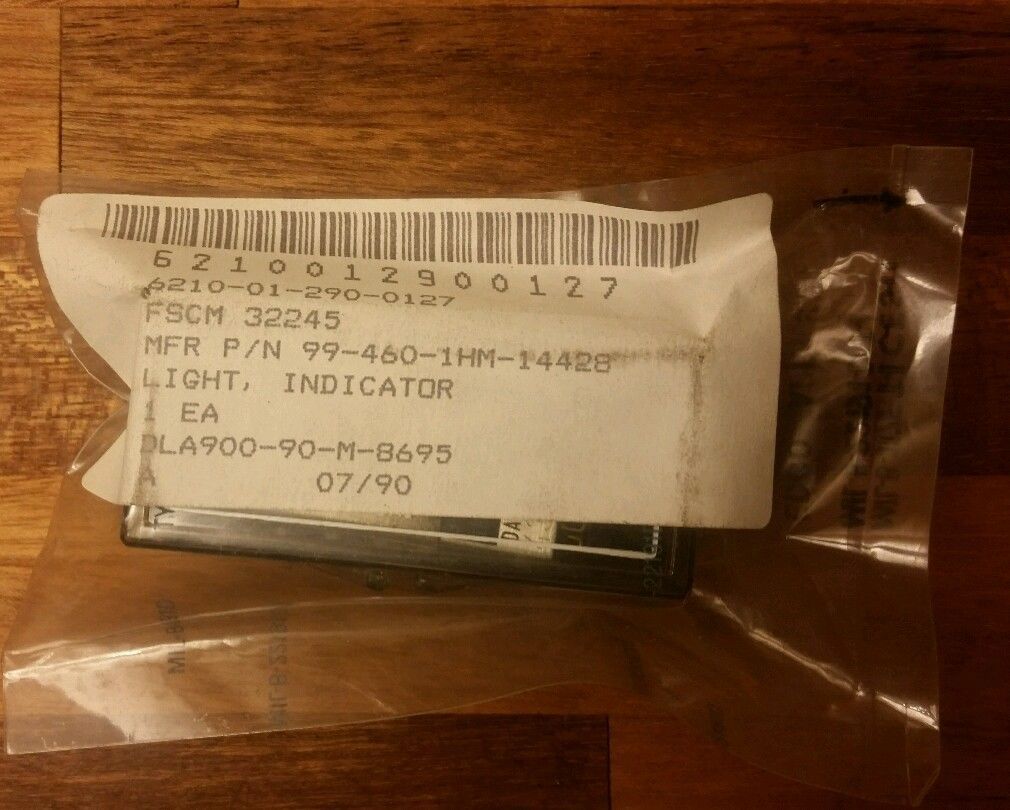 6210012900127
6210-01-290-0127
FSCM 32245
MFR P/N 99-460-1HM-14428
LIGHT, INDICATOR
1 EA
DLA900-90-M-8695
A 07/90
DA